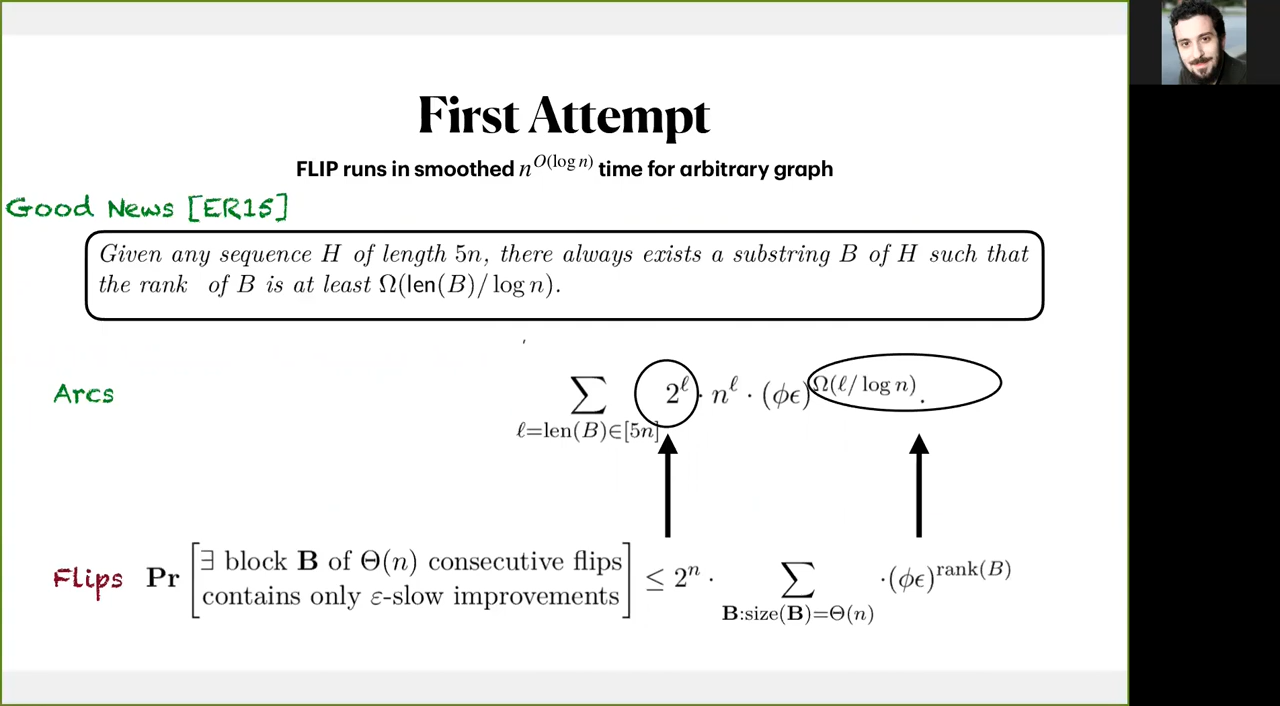 First Attempt
FLIP runs in smoothed n^{O(log n)} time for arbitrary graph
Good News [ER15]
Given any sequence H of length 5n, there always exists a substring B of H such that
the rank of B is at least Ω(len(B)/ log n).
Arcs
∑_{ℓ=len(B)∈[5n]} 2^ℓ · n^ℓ · (ϕϵ)^{Ω(ℓ/ log n)}.
Flips Pr [∃ block B of Θ(n) consecutive flips
contains only ε-slow improvements] ≤ 2^n · ∑_{B:size(B)=Θ(n)} ·(ϕϵ)^{rank(B)}